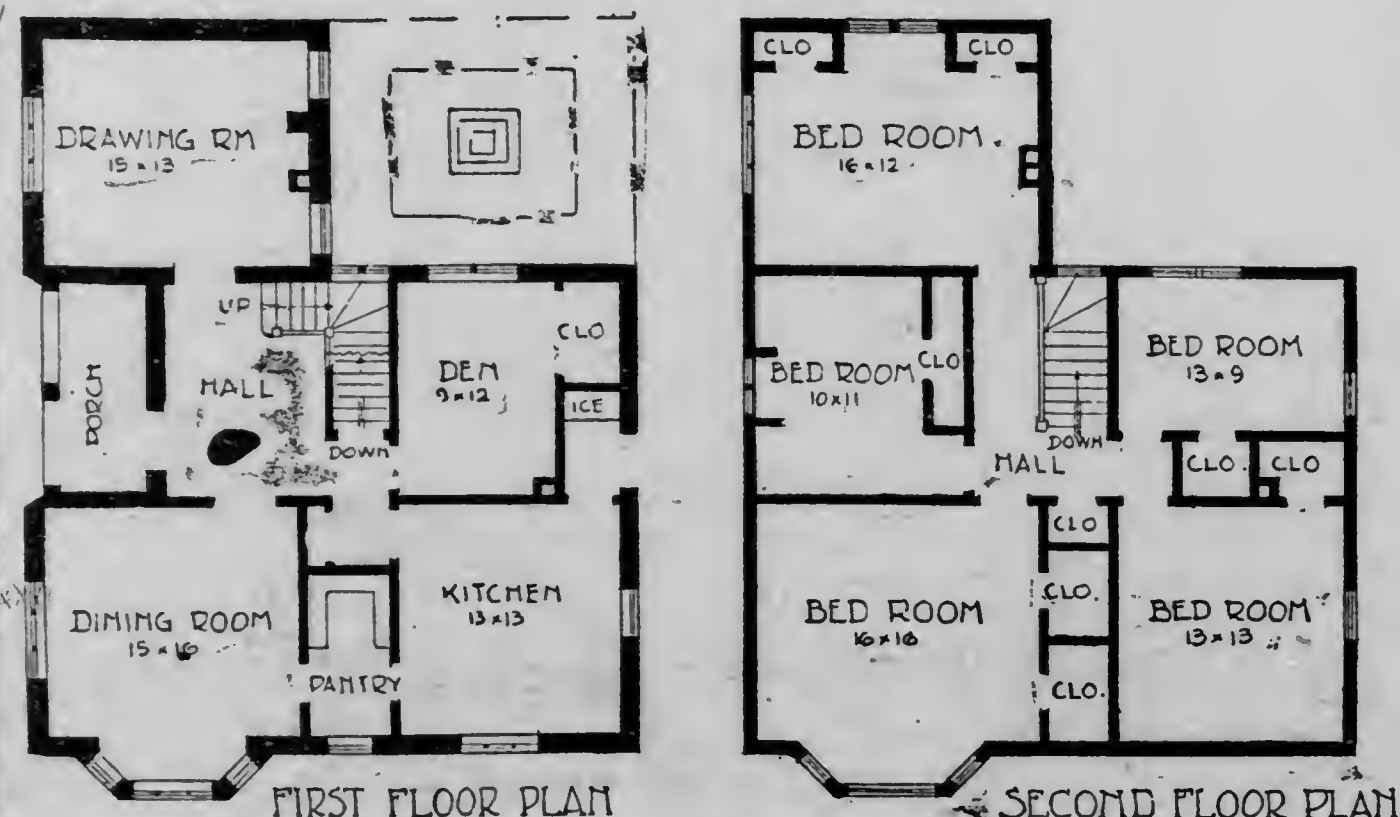 DRAWING RM
15 x 13
UP
CLO
PORCH
HALL
DEN
9 x 12
ICE
DOWN
DINING ROOM
15 x 16
KITCHEN
13 x 13
PANTRY
FIRST FLOOR PLAN
CLO
CLO
BED ROOM
16 x 12
BED ROOM
10 x 11
CLO
BED ROOM
13 x 9
DOWN
HALL
CLO.
CLO
CLO
BED ROOM
16 x 16
CLO.
BED ROOM
13 x 13
CLO.
SECOND FLOOR PLAN